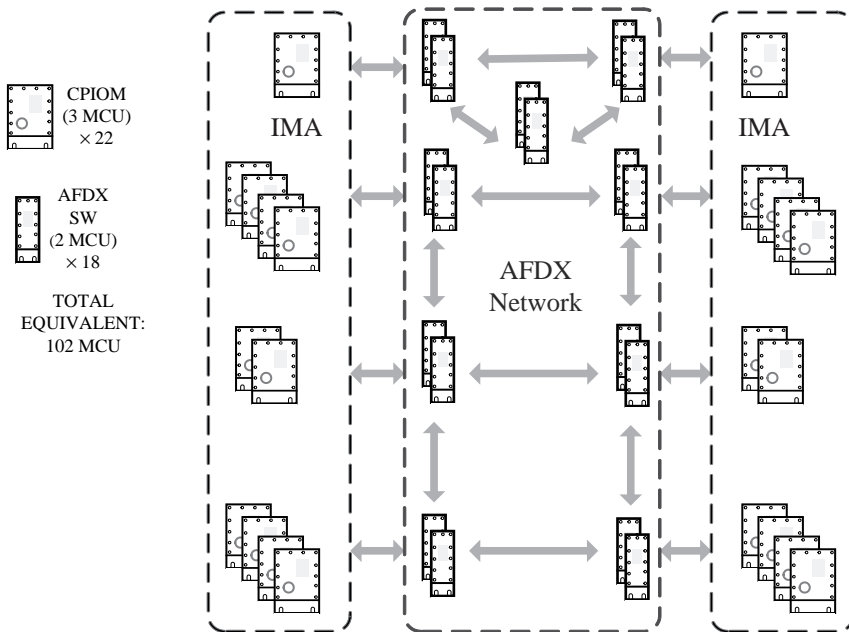 CPIOM
(3 MCU)
× 22
AFDX
SW
(2 MCU)
× 18
TOTAL
EQUIVALENT:
102 MCU
IMA
AFDX
Network
IMA